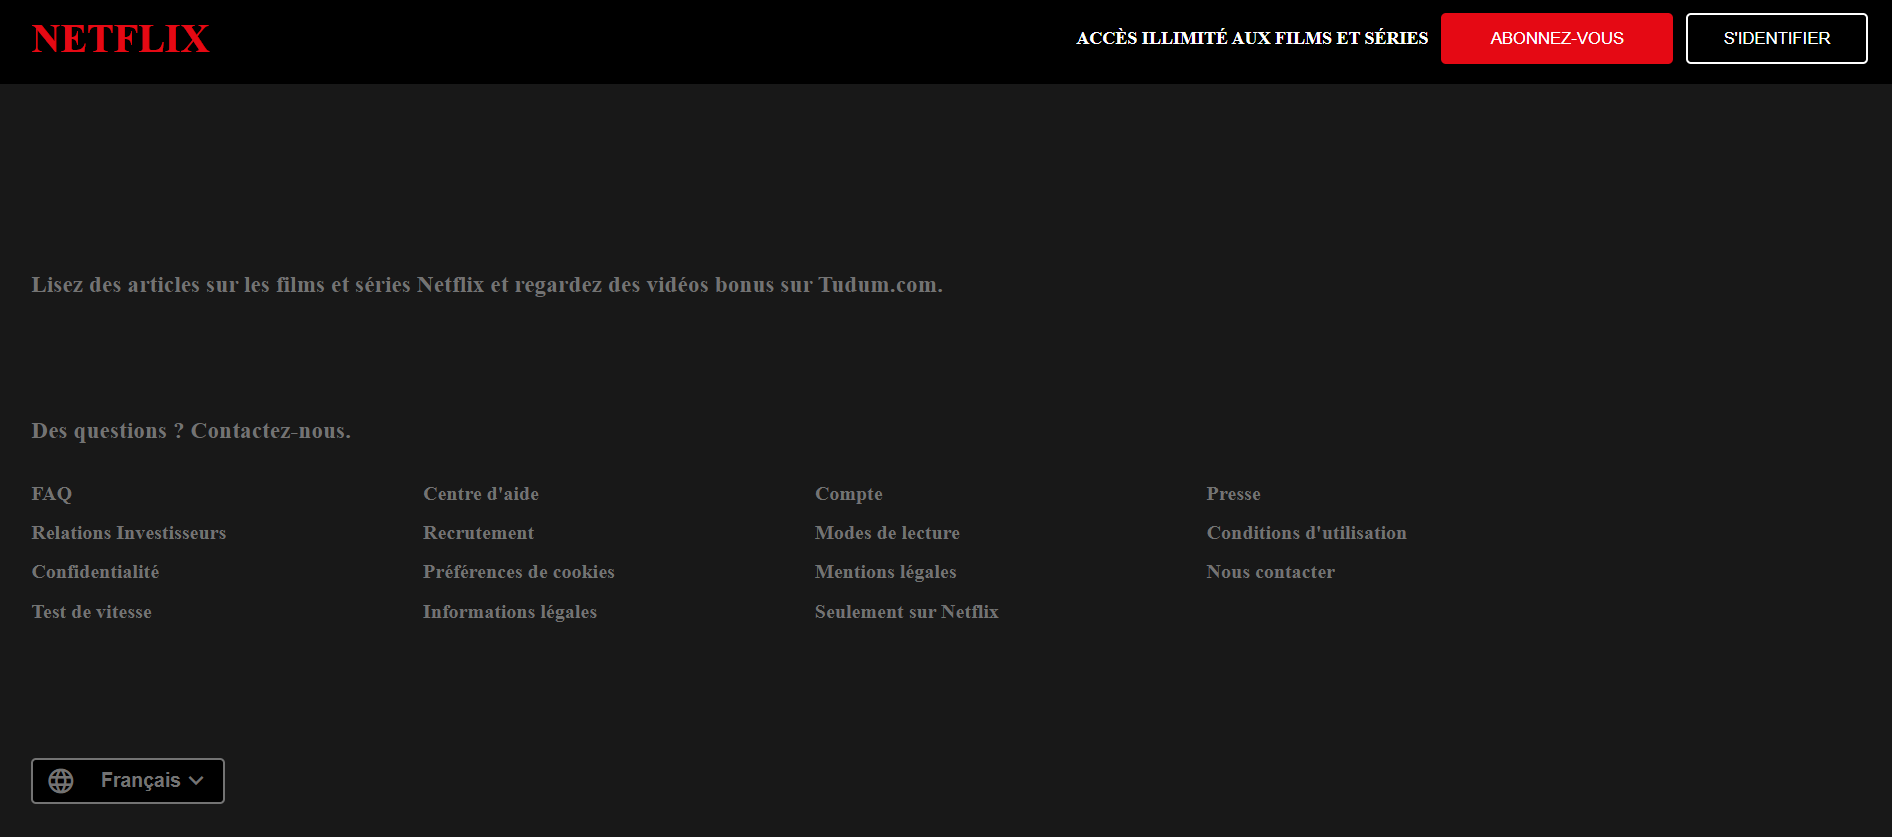 NETFLIX
ACCÈS ILLIMITÉ AUX FILMS ET SÉRIES
ABONNEZ-VOUS
S'IDENTIFIER
Lisez des articles sur les films et séries Netflix et regardez des vidéos bonus sur Tudum.com.
Des questions ? Contactez-nous.
FAQ
Centre d'aide
Compte
Presse
Relations Investisseurs
Recrutement
Modes de lecture
Conditions d'utilisation
Confidentialité
Préférences de cookies
Mentions légales
Nous contacter
Test de vitesse
Informations légales
Seulement sur Netflix
Français